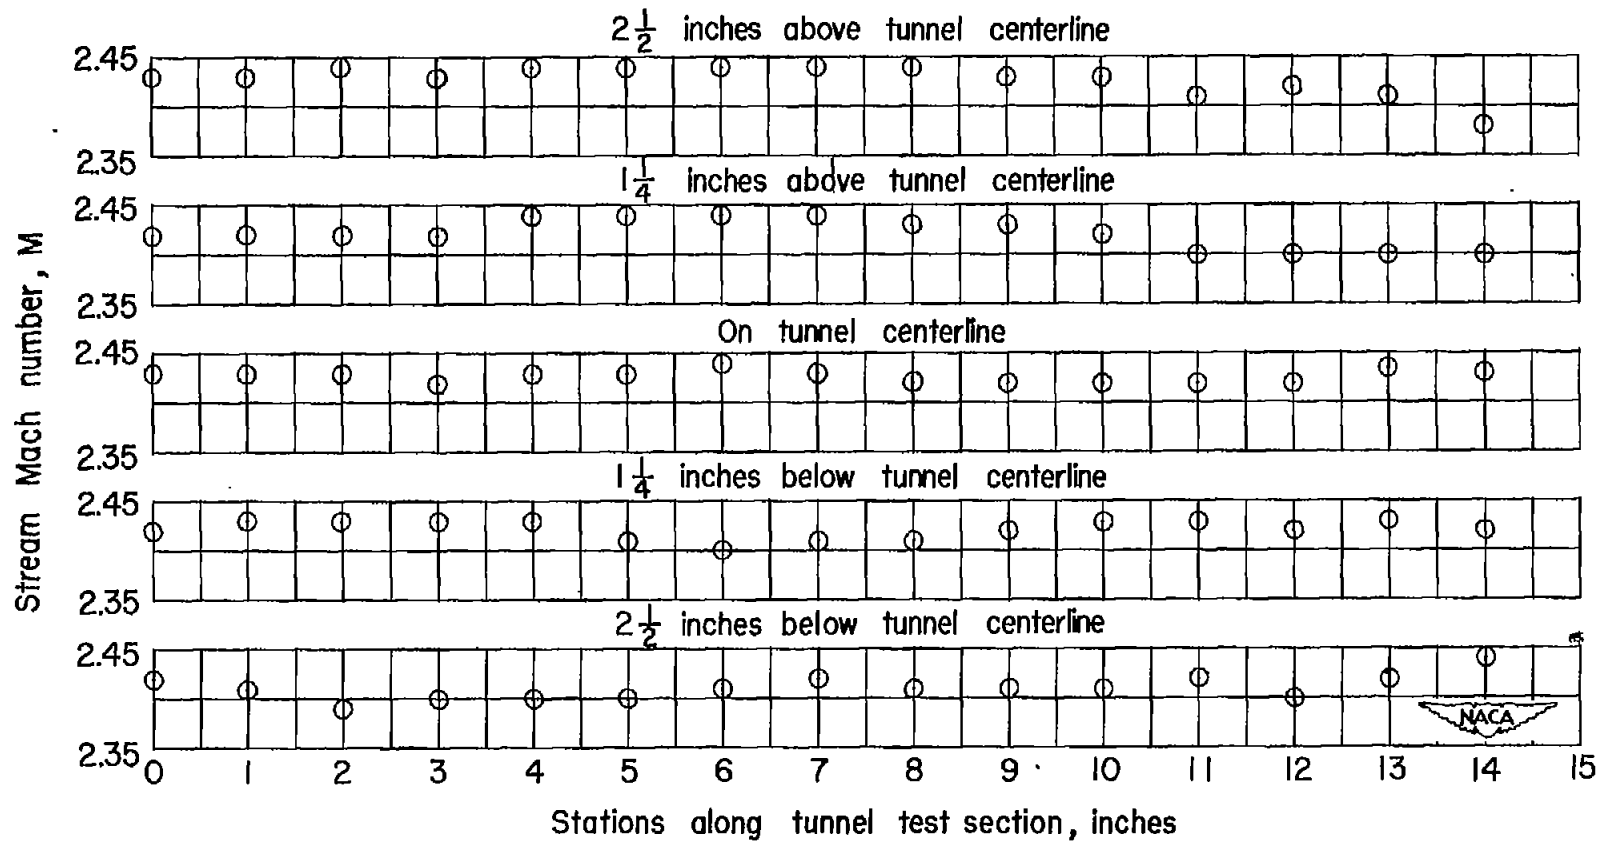 2 1/2 inches above tunnel centerline
2.45
2.35
1 1/4 inches above tunnel centerline
2.45
2.35
On tunnel centerline
2.45
2.35
1 1/4 inches below tunnel centerline
2.45
2.35
2 1/2 inches below tunnel centerline
2.45
2.35
NACA
0 1 2 3 4 5 6 7 8 9 10 11 12 13 14 15
Stations along tunnel test section, inches
Stream Mach number, M